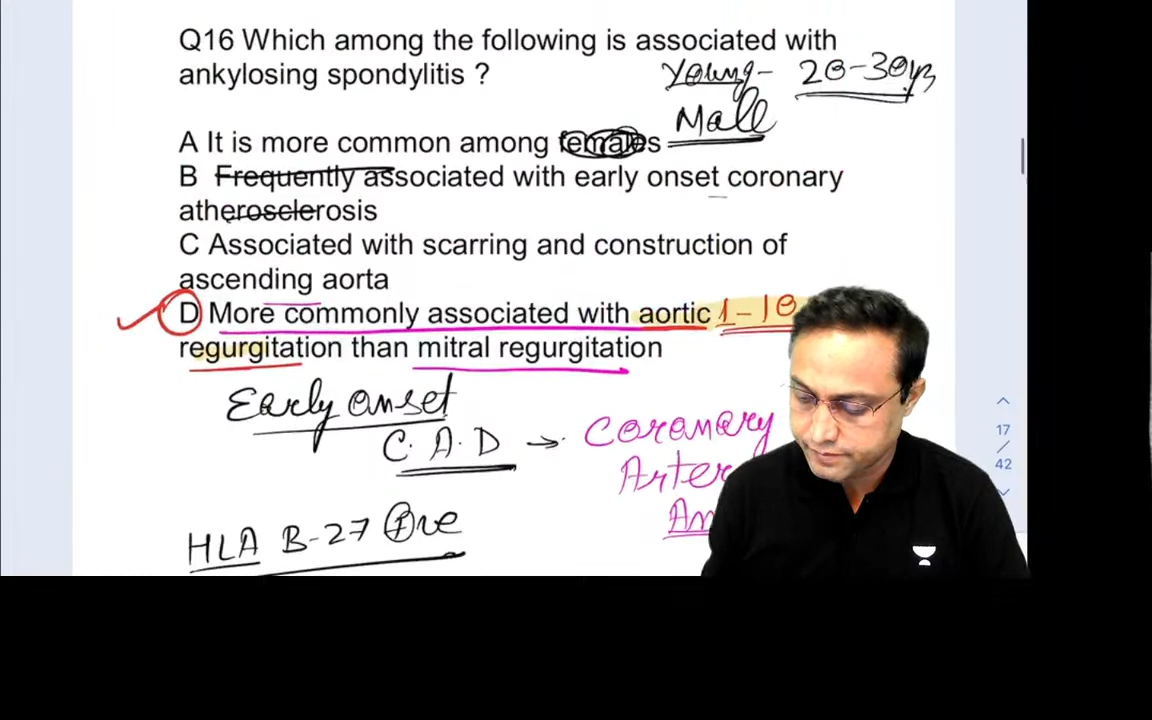 Q16 Which among the following is associated with
ankylosing spondylitis ?
Young - 20-30yrs
Male
A It is more common among females
B Frequently associated with early onset coronary
atherosclerosis
C Associated with scarring and construction of
ascending aorta
D More commonly associated with aortic 1-10
regurgitation than mitral regurgitation
Early onset
C.A.D → Coronary
Arter
An
HLA B-27 +ve
17
/
42